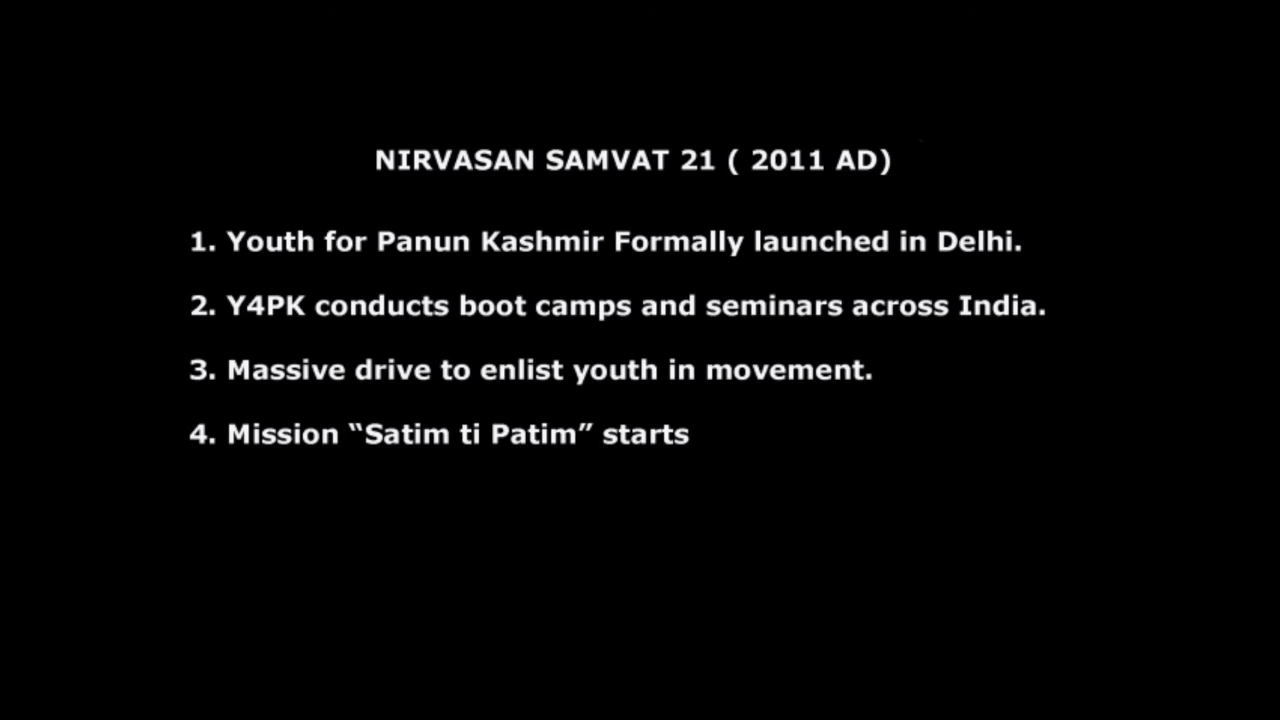 NIRVASAN SAMVAT 21 ( 2011 AD)
1. Youth for Panun Kashmir Formally launched in Delhi.
2. Y4PK conducts boot camps and seminars across India.
3. Massive drive to enlist youth in movement.
4. Mission “Satim ti Patim” starts